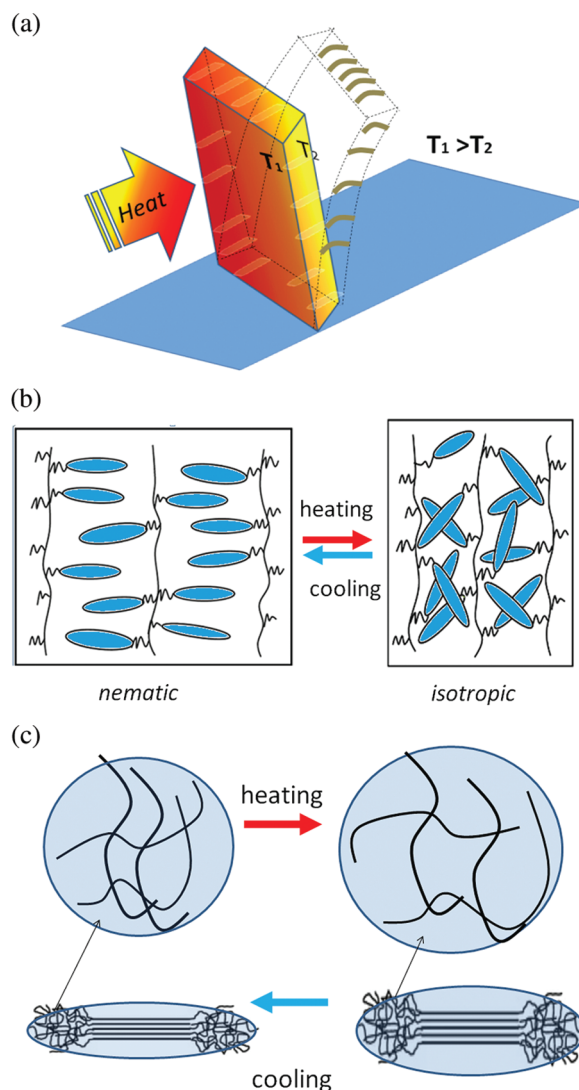 (a)
T₁ T₂
T₁ >T₂
Heat
(b)
heating
cooling
nematic
isotropic
(c)
heating
cooling